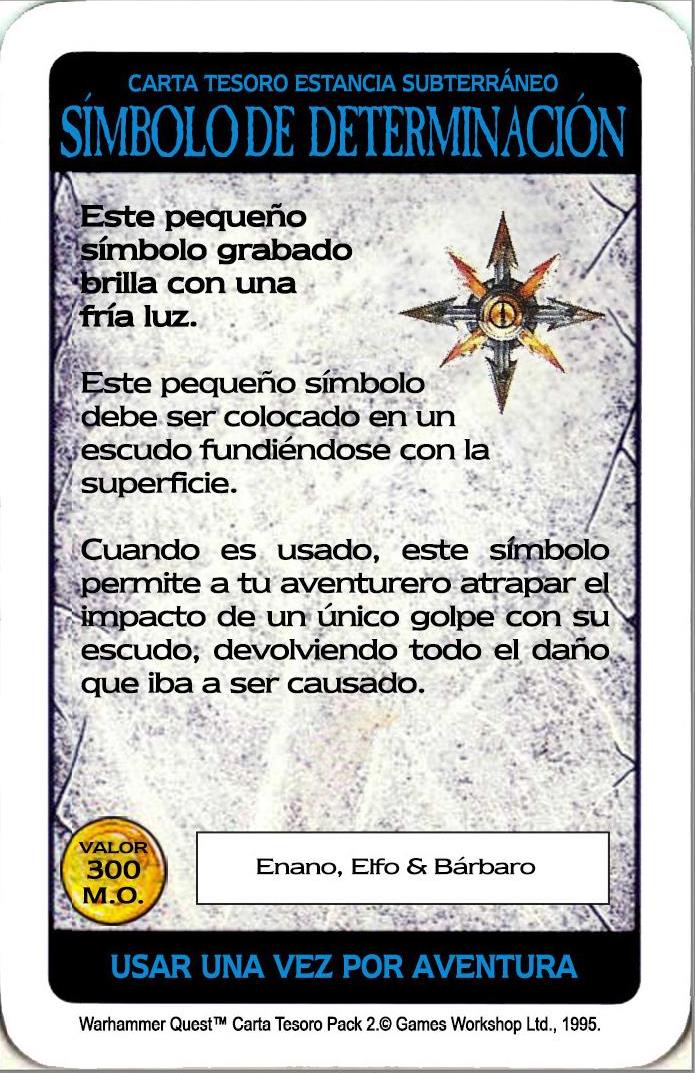 CARTA TESORO ESTANCIA SUBTERRÁNEO
SÍMBOLO DE DETERMINACIÓN
Este pequeño
símbolo grabado
brilla con una
fría luz.
Este pequeño símbolo
debe ser colocado en un
escudo fundiéndose con la
superficie.
Cuando es usado, este símbolo
permite a tu aventurero atrapar el
impacto de un único golpe con su
escudo, devolviendo todo el daño
que iba a ser causado.
VALOR
300
M.O.
Enano, Elfo & Bárbaro
USAR UNA VEZ POR AVENTURA
Warhammer Quest™ Carta Tesoro Pack 2.© Games Workshop Ltd., 1995.